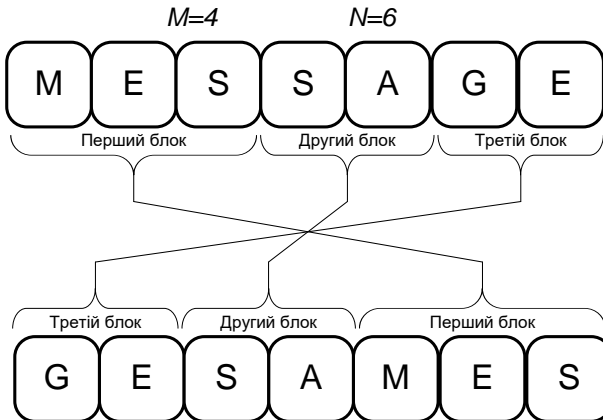 M=4 N=6
M E S S A G E
Перший блок Другий блок Третій блок
Третій блок Другий блок Перший блок
G E S A M E S